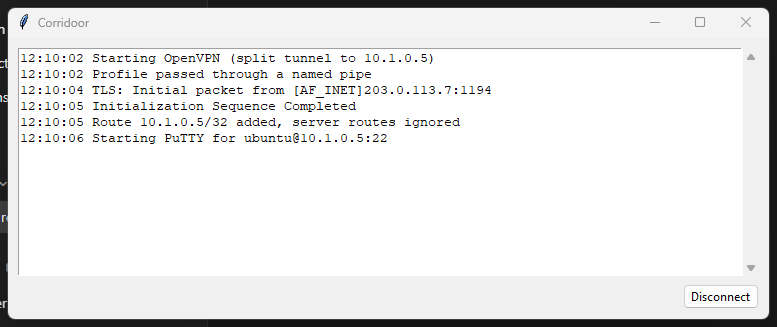 Corridoor
12:10:02 Starting OpenVPN (split tunnel to 10.1.0.5)
12:10:02 Profile passed through a named pipe
12:10:04 TLS: Initial packet from [AF_INET]203.0.113.7:1194
12:10:05 Initialization Sequence Completed
12:10:05 Route 10.1.0.5/32 added, server routes ignored
12:10:06 Starting PuTTY for ubuntu@10.1.0.5:22
Disconnect